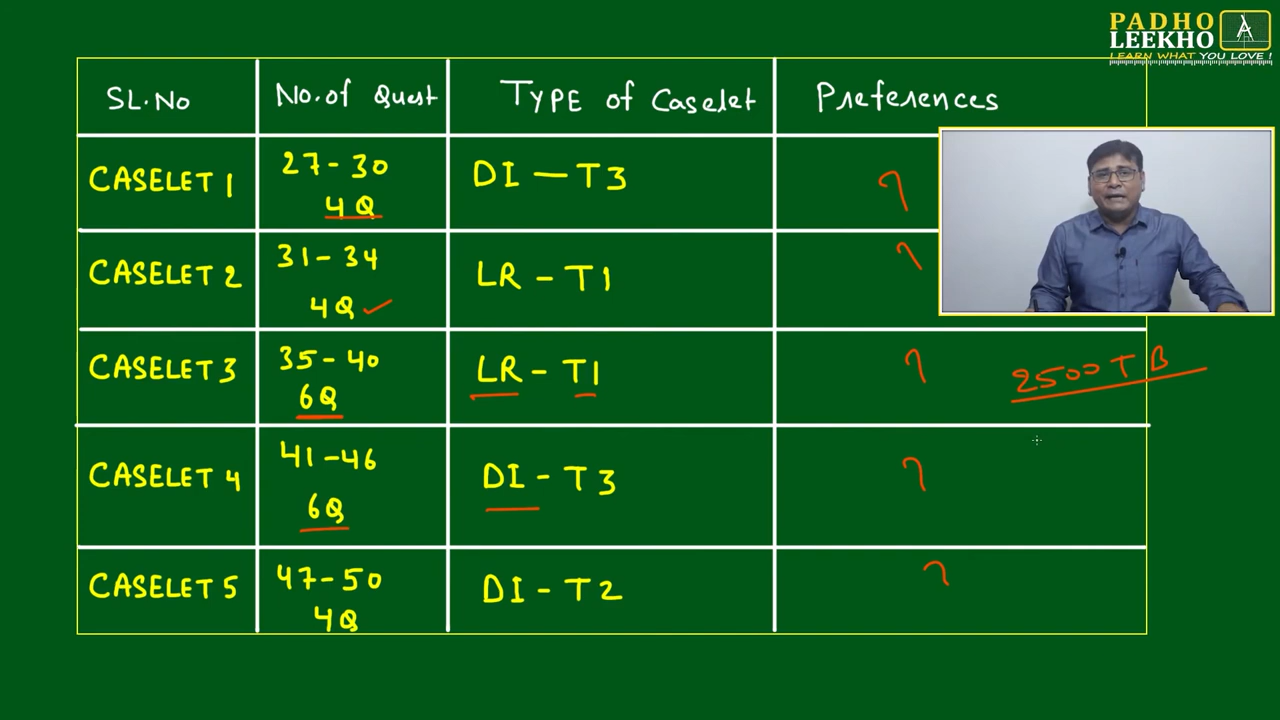 PADHO
LEEKHO
LEARN WHAT YOU LOVE !
SL.No No. of Quest TYPE of Caselet Preferences
CASELET 1 27-30 DI — T3 ?
4Q
CASELET 2 31-34 LR - T1 ?
4Q ✓
CASELET 3 35-40 LR - T1 ? 2500 T B
6Q
CASELET 4 41-46 DI - T3 ?
6Q
CASELET 5 47-50 DI - T2 ?
4Q